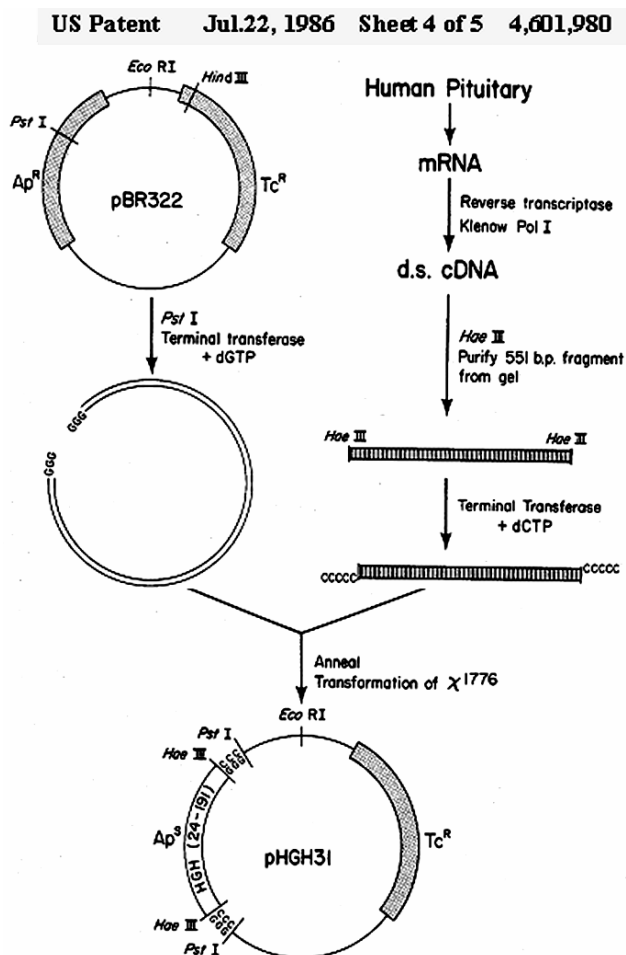 US Patent Jul.22, 1986 Sheet 4 of 5 4,601,980
Eco RI
Hind III
Pst I
Ap^R
pBR322
Tc^R
Pst I
Terminal transferase
+ dGTP
GGG
GGG
Human Pituitary
mRNA
Reverse transcriptase
Klenow Pol I
d.s. cDNA
Hae III
Purify 551 b.p. fragment
from gel
Hae III
Hae III
Terminal Transferase
+ dCTP
CCCCC
CCCCC
Anneal
Transformation of χ1776
Eco RI
Pst I
Hae III
CCC
GGG
HGH (24-191)
Ap^S
pHGH31
Tc^R
Hae III
Pst I